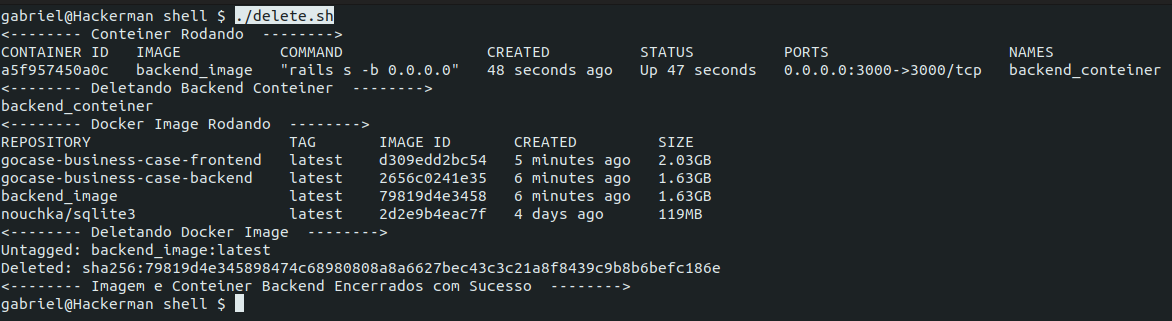 gabriel@Hackerman shell $ ./delete.sh
<-------- Conteiner Rodando -------->
CONTAINER ID IMAGE COMMAND CREATED STATUS PORTS NAMES
a5f957450a0c backend_image "rails s -b 0.0.0.0" 48 seconds ago Up 47 seconds 0.0.0.0:3000->3000/tcp backend_conteiner
<-------- Deletando Backend Conteiner -------->
backend_conteiner
<-------- Docker Image Rodando -------->
REPOSITORY TAG IMAGE ID CREATED SIZE
gocase-business-case-frontend latest d309edd2bc54 5 minutes ago 2.03GB
gocase-business-case-backend latest 2656c0241e35 6 minutes ago 1.63GB
backend_image latest 79819d4e3458 6 minutes ago 1.63GB
nouchka/sqlite3 latest 2d2e9b4eac7f 4 days ago 119MB
<-------- Deletando Docker Image -------->
Untagged: backend_image:latest
Deleted: sha256:79819d4e345898474c68980808a8a6627bec43c3c21a8f8439c9b8b6befc186e
<-------- Imagem e Conteiner Backend Encerrados com Sucesso -------->
gabriel@Hackerman shell $